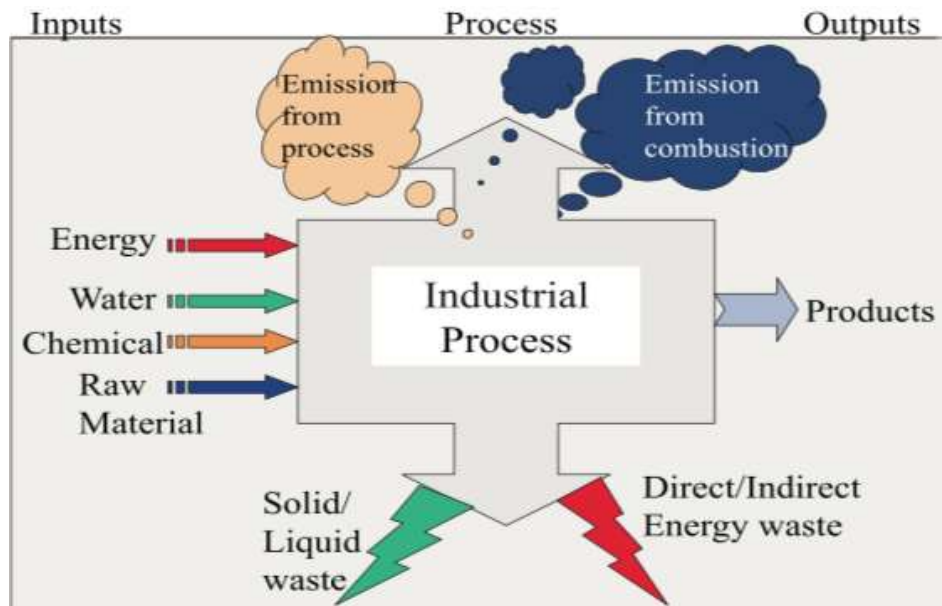 Inputs
Process
Outputs
Emission
from
process
Emission
from
combustion
Energy
Water
Chemical
Raw
Material
Industrial
Process
Products
Solid/
Liquid
waste
Direct/Indirect
Energy waste